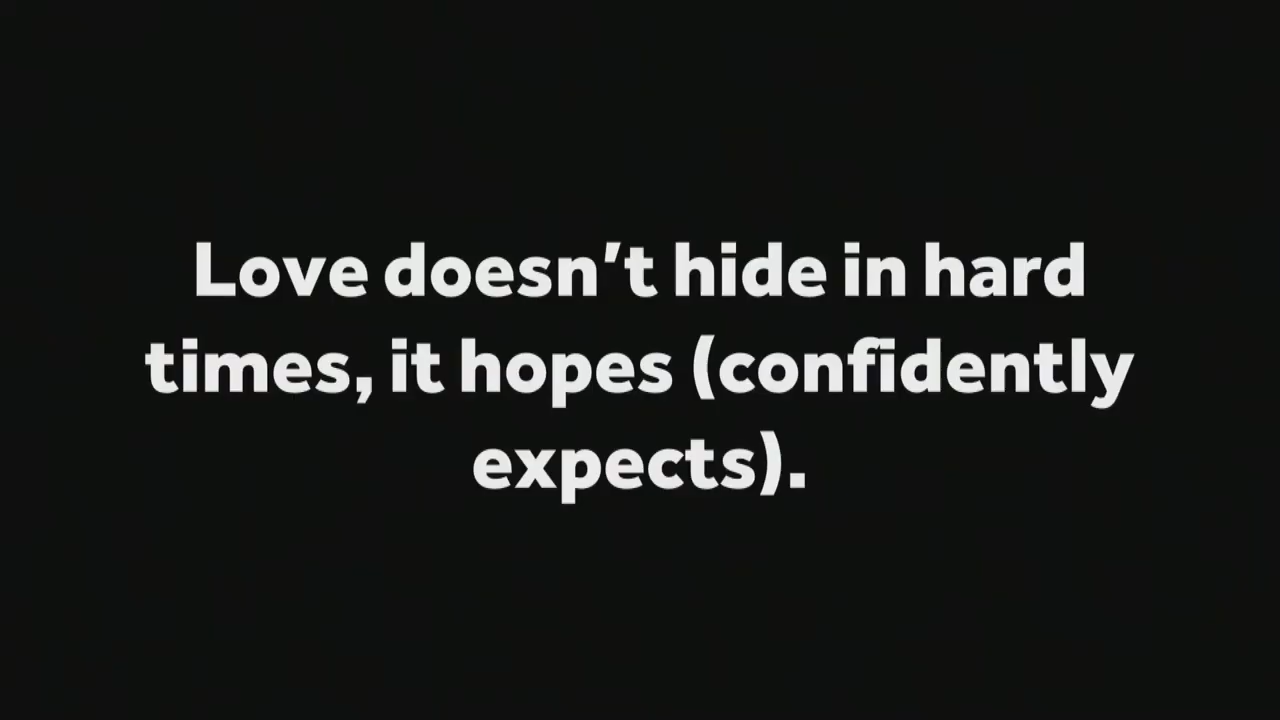 Love doesn’t hide in hard
times, it hopes (confidently
expects).